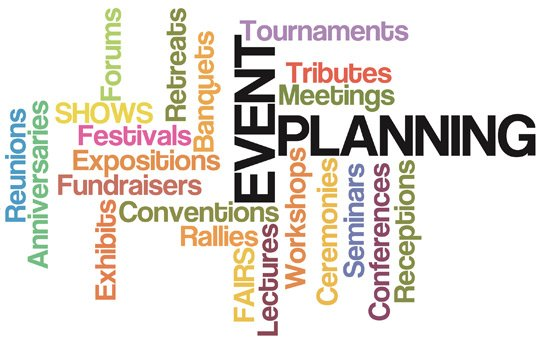 Forums
Retreats
Banquets
EVENT
Tournaments
Tributes
Meetings
PLANNING
Reunions
Anniversaries
SHOWS
Festivals
Expositions
Fundraisers
Exhibits
Conventions
Rallies
FAIRS
Lectures
Workshops
Ceremonies
Seminars
Conferences
Receptions